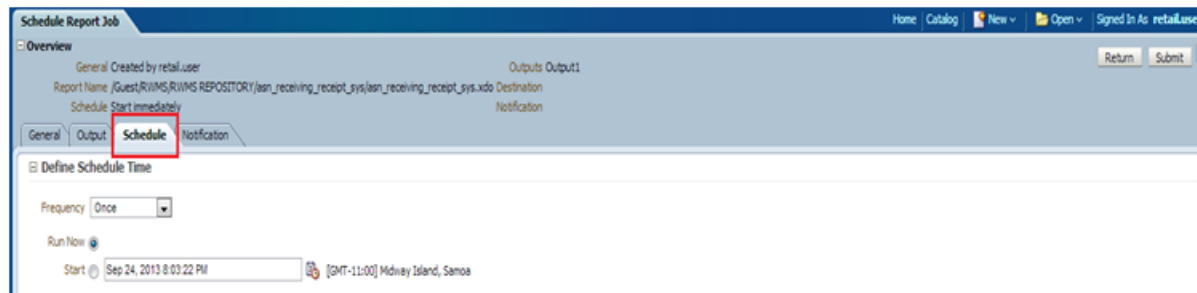 Schedule Report Job
Home Catalog New Open Signed In As retail.use
Overview
General Created by retail.user Outputs Output1
Report Name /Guest/RWMS/RWMS REPOSITORY/asn_receiving_receipt_sys/asn_receiving_receipt_sys.xdo Destination
Schedule Start immediately Notification
Return Submit
General Output Schedule Notification
Define Schedule Time
Frequency Once
Run Now
Start Sep 24, 2013 8:03:22 PM [GMT-11:00] Midway Island, Samoa